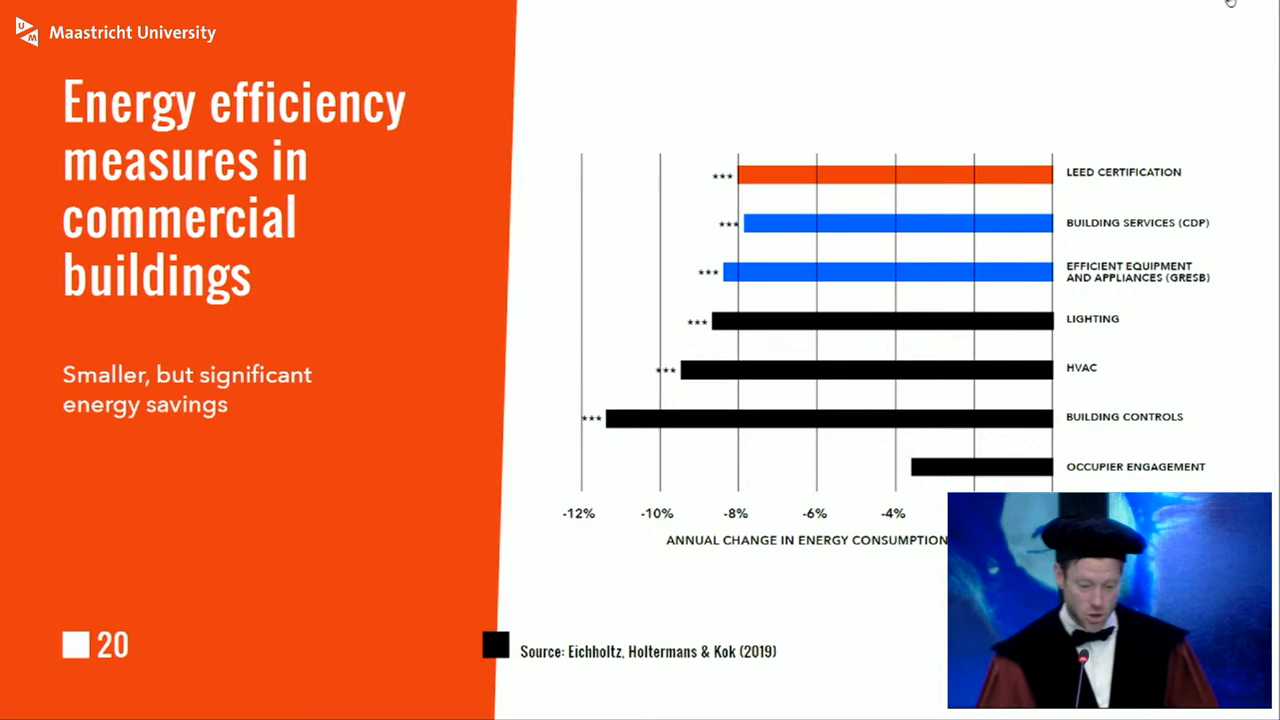 Maastricht University
Energy efficiency
measures in
commercial
buildings
Smaller, but significant
energy savings
20
*** LEED CERTIFICATION
*** BUILDING SERVICES (CDP)
*** EFFICIENT EQUIPMENT
AND APPLIANCES (GRESB)
*** LIGHTING
*** HVAC
*** BUILDING CONTROLS
OCCUPIER ENGAGEMENT
-12% -10% -8% -6% -4%
ANNUAL CHANGE IN ENERGY CONSUMPTION
Source: Eichholtz, Holtermans & Kok (2019)